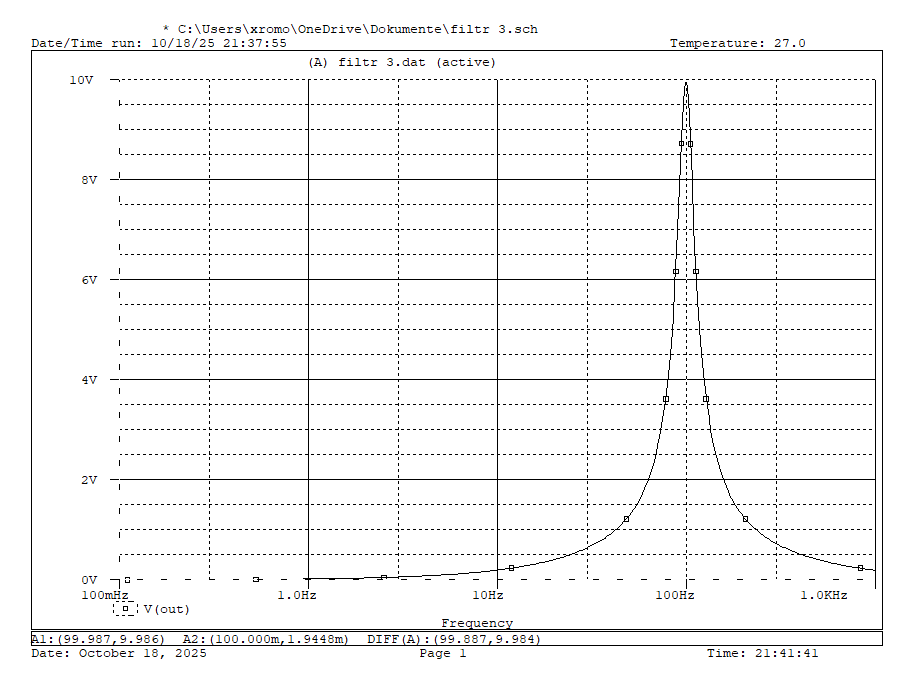 * C:\Users\xromo\OneDrive\Dokumente\filtr 3.sch
Date/Time run: 10/18/25 21:37:55 Temperature: 27.0
(A) filtr 3.dat (active)
10V
8V
6V
4V
2V
0V
100mHz 1.0Hz 10Hz 100Hz 1.0KHz
V(out)
Frequency
A1:(99.987,9.986) A2:(100.000m,1.9448m) DIFF(A):(99.887,9.984)
Date: October 18, 2025 Page 1 Time: 21:41:41